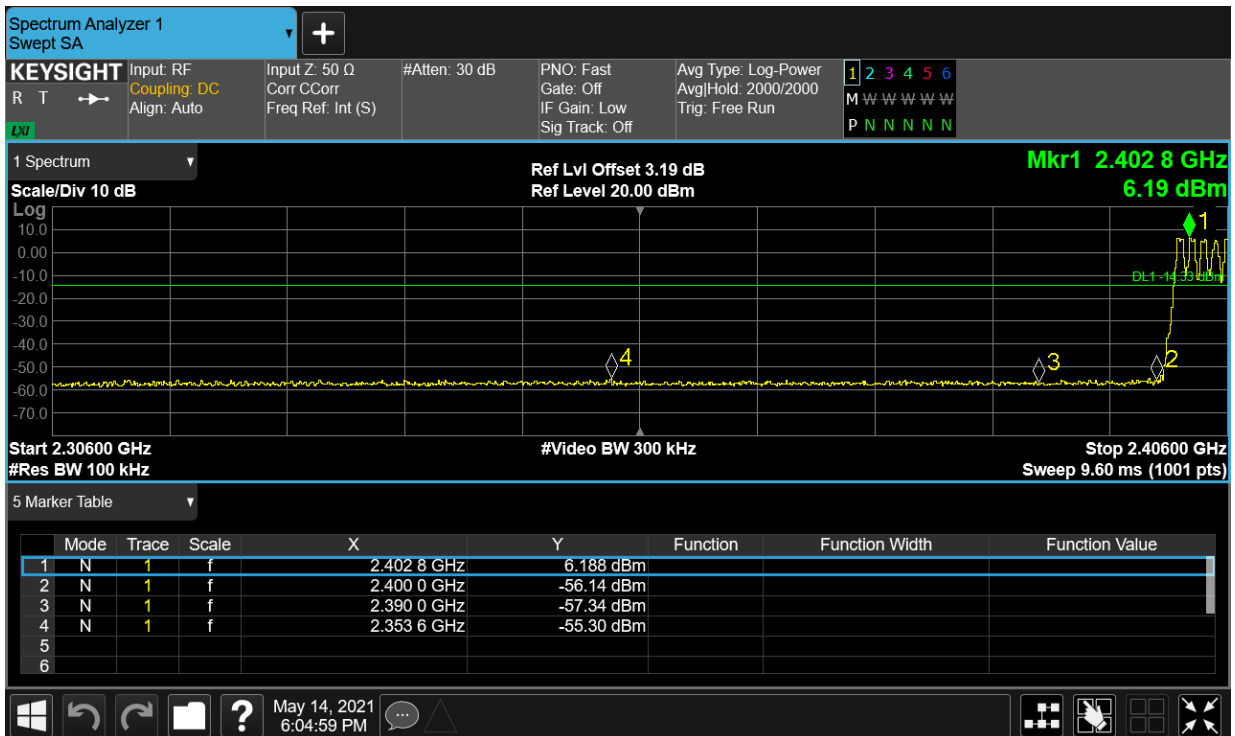 Spectrum Analyzer 1
Swept SA
KEYSIGHT
R T
LXI
Input: RF
Coupling: DC
Align: Auto
Input Z: 50 Ω
Corr CCorr
Freq Ref: Int (S)
#Atten: 30 dB
PNO: Fast
Gate: Off
IF Gain: Low
Sig Track: Off
Avg Type: Log-Power
Avg|Hold: 2000/2000
Trig: Free Run
1 2 3 4 5 6
M W W W W W
P N N N N N
1 Spectrum
Scale/Div 10 dB
Ref Lvl Offset 3.19 dB
Ref Level 20.00 dBm
Mkr1 2.402 8 GHz
6.19 dBm
Log
10.0
0.00
-10.0
-20.0
-30.0
-40.0
-50.0
-60.0
-70.0
1
DL1 -14.33 dBm
4
3
2
Start 2.30600 GHz
#Res BW 100 kHz
#Video BW 300 kHz
Stop 2.40600 GHz
Sweep 9.60 ms (1001 pts)
5 Marker Table
Mode Trace Scale X Y Function Function Width Function Value
1 N 1 f 2.402 8 GHz 6.188 dBm
2 N 1 f 2.400 0 GHz -56.14 dBm
3 N 1 f 2.390 0 GHz -57.34 dBm
4 N 1 f 2.353 6 GHz -55.30 dBm
5
6
?
May 14, 2021
6:04:59 PM